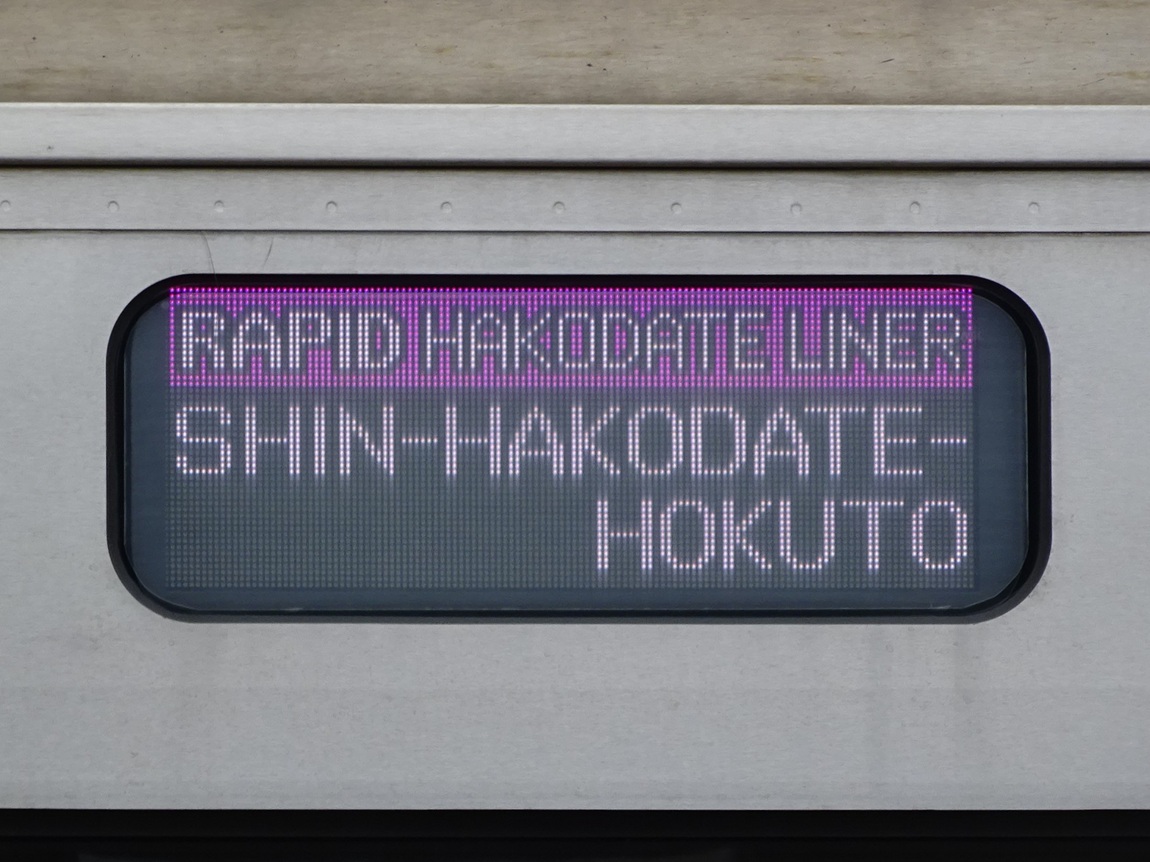 RAPID HAKODATE LINER
SHIN-HAKODATE-
HOKUTO